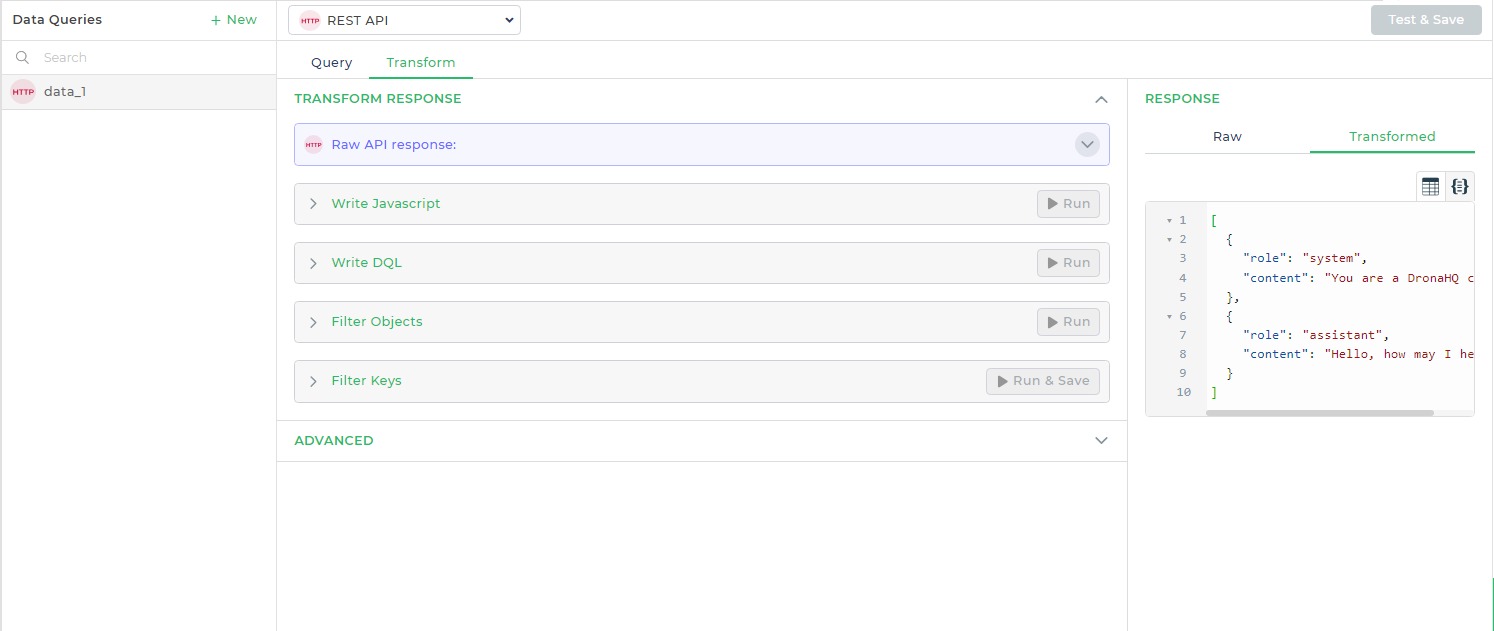 Data Queries
+ New
Search
HTTP data_1
HTTP REST API
Test & Save
Query Transform
TRANSFORM RESPONSE
HTTP Raw API response:
Write Javascript Run
Write DQL Run
Filter Objects Run
Filter Keys Run & Save
ADVANCED
RESPONSE
Raw Transformed
1 [
2 {
3 "role": "system",
4 "content": "You are a DronaHQ c
5 },
6 {
7 "role": "assistant",
8 "content": "Hello, how may I he
9 }
10 ]